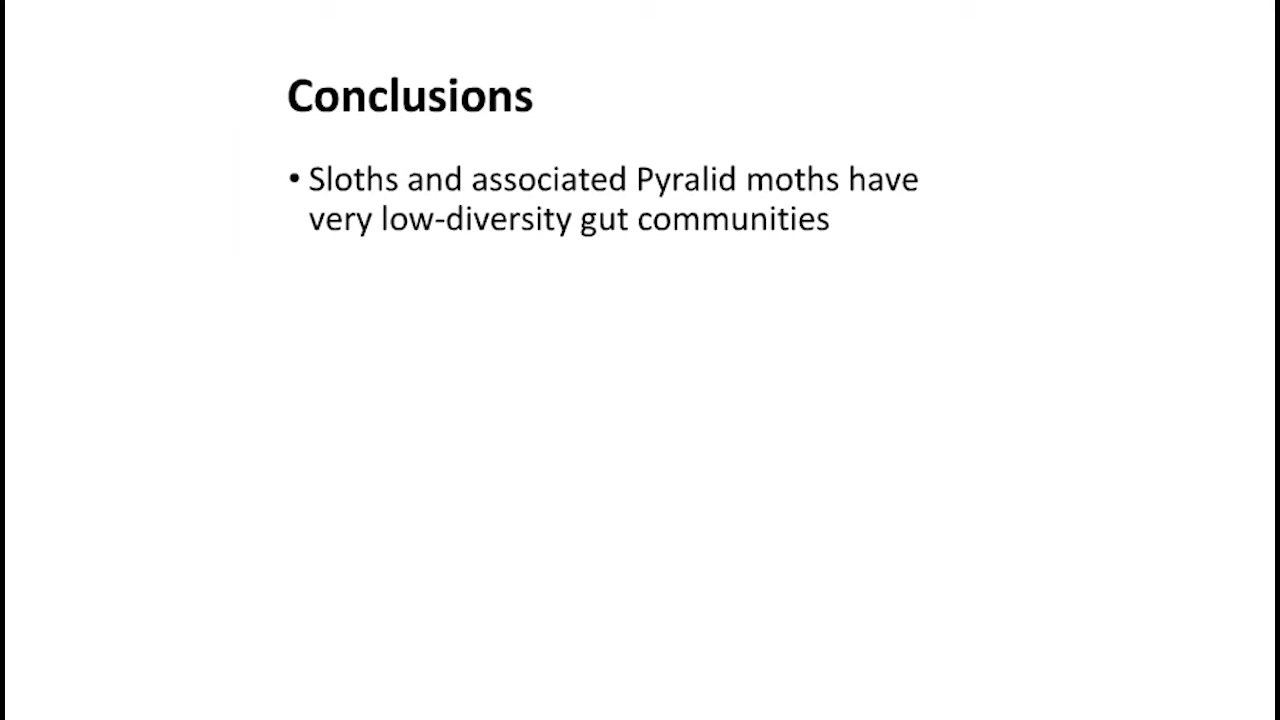 Conclusions
• Sloths and associated Pyralid moths have
very low-diversity gut communities